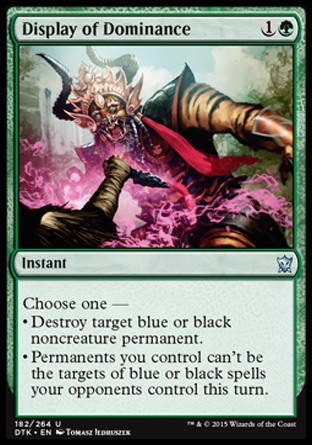 Display of Dominance 1
Instant
Choose one —
• Destroy target blue or black
noncreature permanent.
• Permanents you control can't be
the targets of blue or black spells
your opponents control this turn.
182/264 U
DTK • EN Tomasz Jedruszek
™ & © 2015 Wizards of the Coast